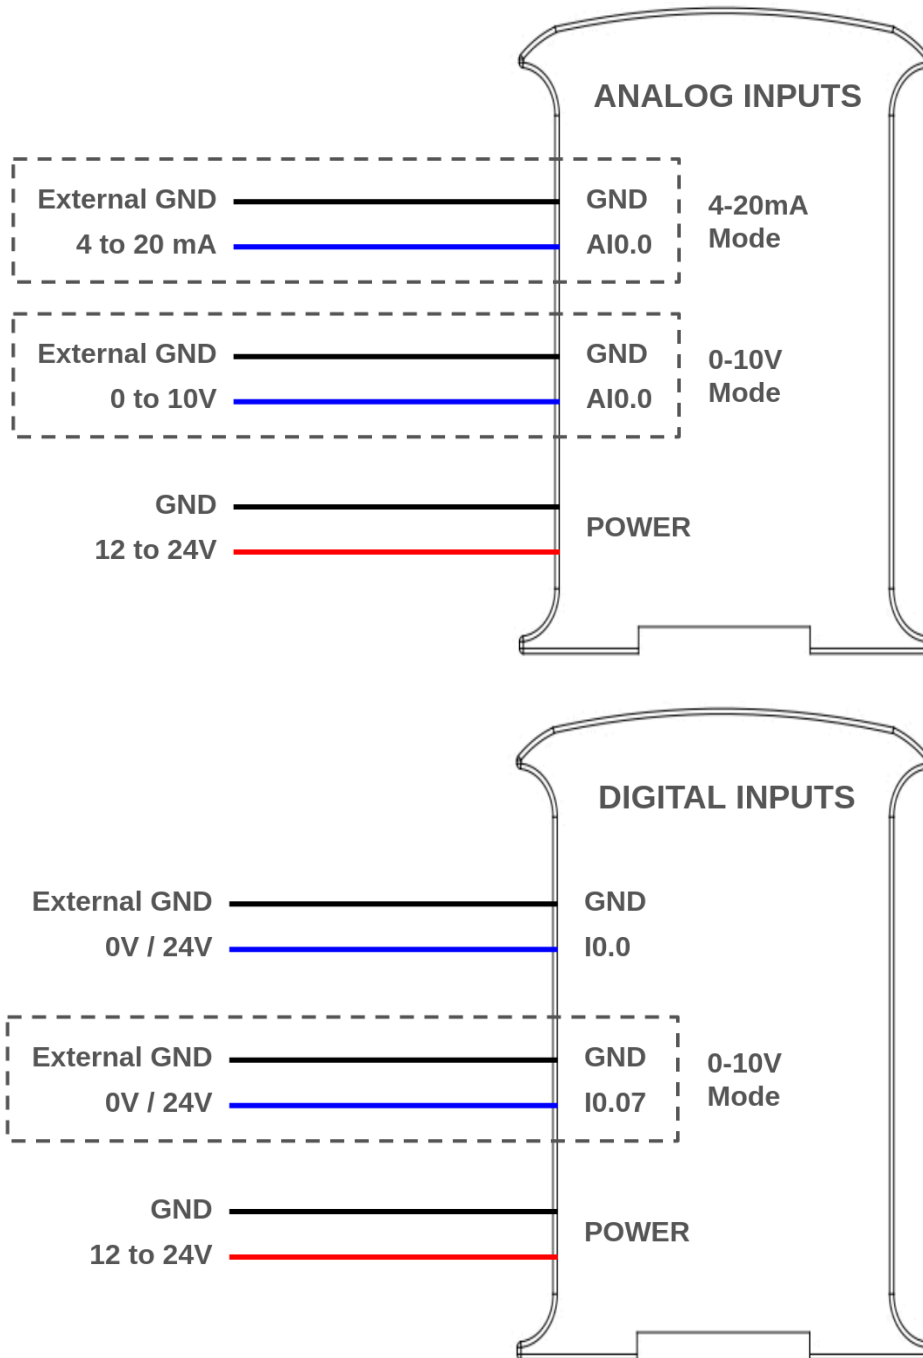 ANALOG INPUTS
External GND GND
4 to 20 mA AI0.0
4-20mA
Mode
External GND GND
0 to 10V AI0.0
0-10V
Mode
GND
12 to 24V
POWER
DIGITAL INPUTS
External GND GND
0V / 24V I0.0
External GND GND
0V / 24V I0.07
0-10V
Mode
GND
12 to 24V
POWER